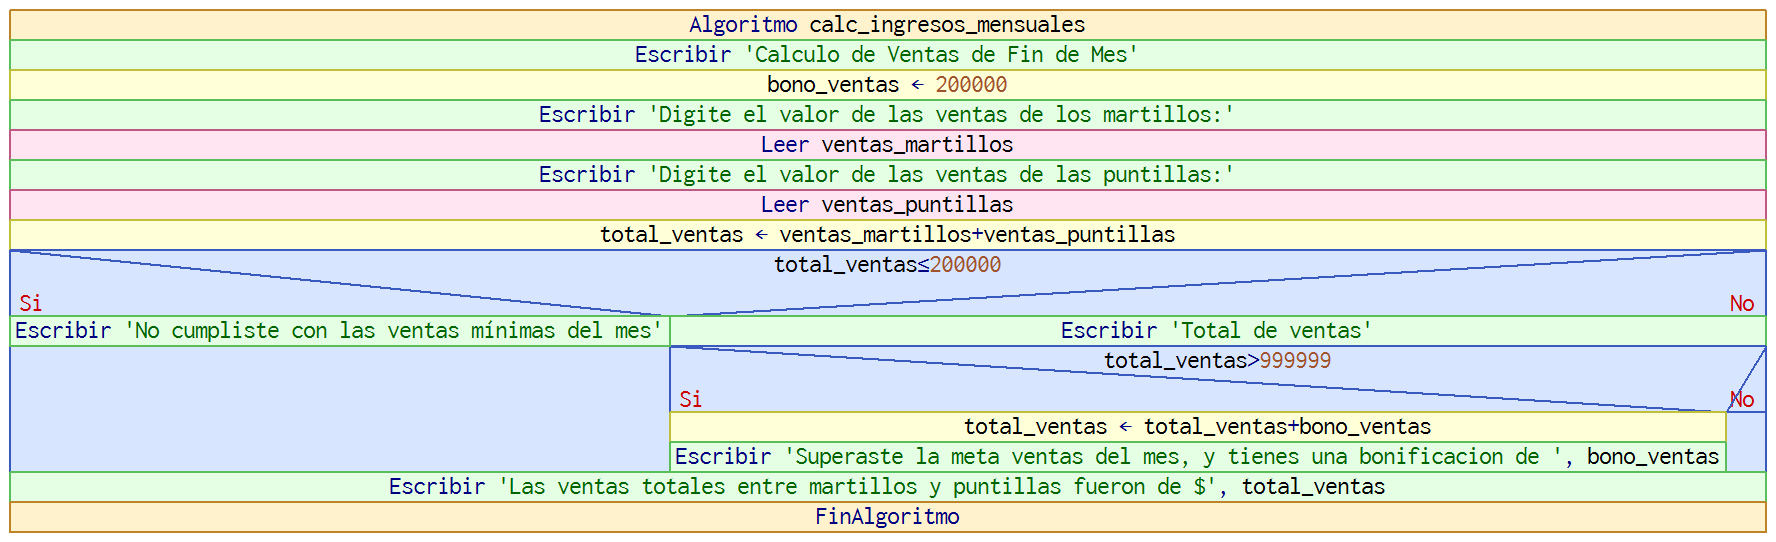 Algoritmo calc_ingresos_mensuales
Escribir 'Calculo de Ventas de Fin de Mes'
bono_ventas ← 200000
Escribir 'Digite el valor de las ventas de los martillos:'
Leer ventas_martillos
Escribir 'Digite el valor de las ventas de las puntillas:'
Leer ventas_puntillas
total_ventas ← ventas_martillos+ventas_puntillas
total_ventas≤200000
Si
No
Escribir 'No cumpliste con las ventas mínimas del mes'
Escribir 'Total de ventas'
total_ventas>999999
Si
No
total_ventas ← total_ventas+bono_ventas
Escribir 'Superaste la meta ventas del mes, y tienes una bonificacion de ', bono_ventas
Escribir 'Las ventas totales entre martillos y puntillas fueron de $', total_ventas
FinAlgoritmo